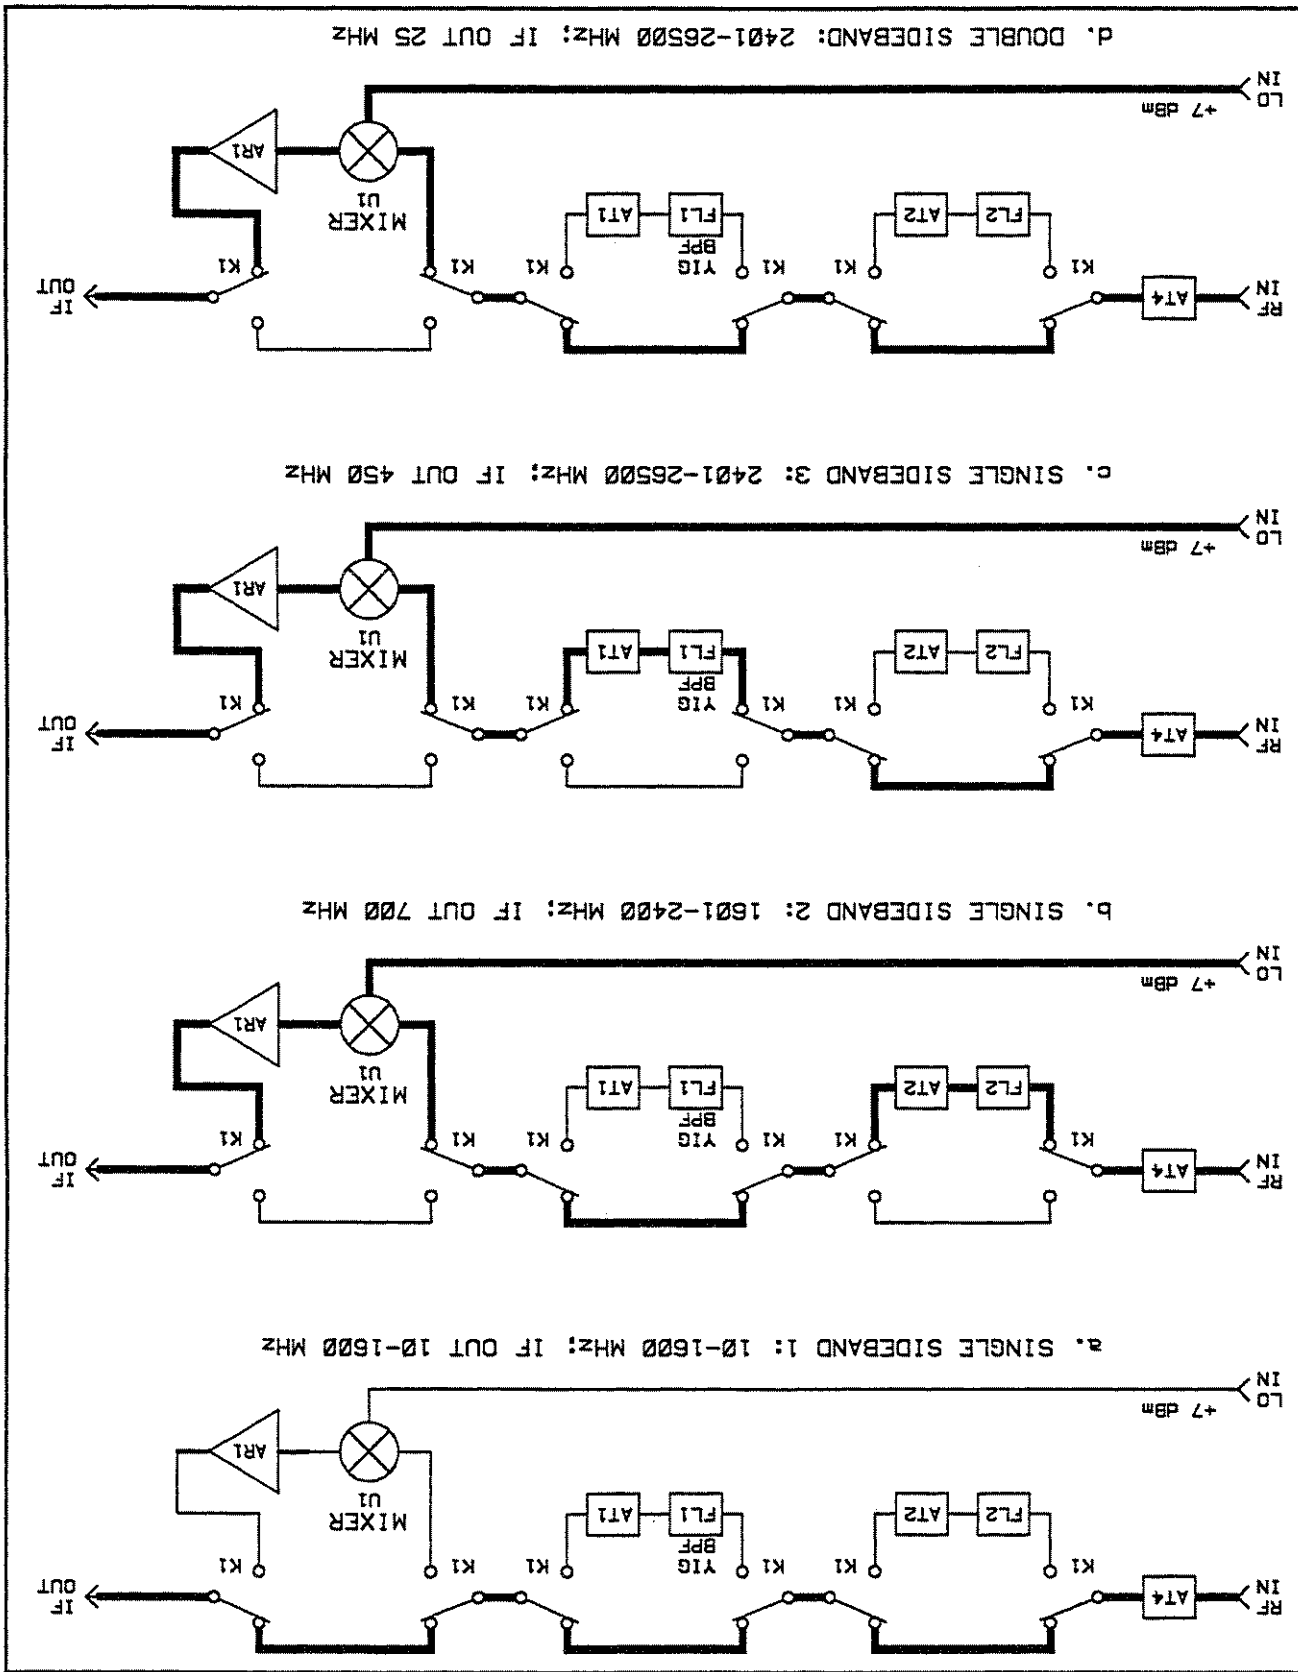 RF
IN
AT4
IF
OUT
K1 K1 K1 K1 K1 K1
YIG
BPF
FL2 AT2 FL1 AT1
MIXER
U1
AR1
+7 dBm
LO
IN
a. SINGLE SIDEBAND 1: 10-1600 MHz; IF OUT 10-1600 MHz
RF
IN
AT4
IF
OUT
K1 K1 K1 K1 K1 K1
YIG
BPF
FL2 AT2 FL1 AT1
MIXER
U1
AR1
+7 dBm
LO
IN
b. SINGLE SIDEBAND 2: 1601-2400 MHz; IF OUT 700 MHz
RF
IN
AT4
IF
OUT
K1 K1 K1 K1 K1 K1
YIG
BPF
FL2 AT2 FL1 AT1
MIXER
U1
AR1
+7 dBm
LO
IN
c. SINGLE SIDEBAND 3: 2401-26500 MHz; IF OUT 450 MHz
RF
IN
AT4
IF
OUT
K1 K1 K1 K1 K1 K1
YIG
BPF
FL2 AT2 FL1 AT1
MIXER
U1
AR1
+7 dBm
LO
IN
d. DOUBLE SIDEBAND: 2401-26500 MHz; IF OUT 25 MHz